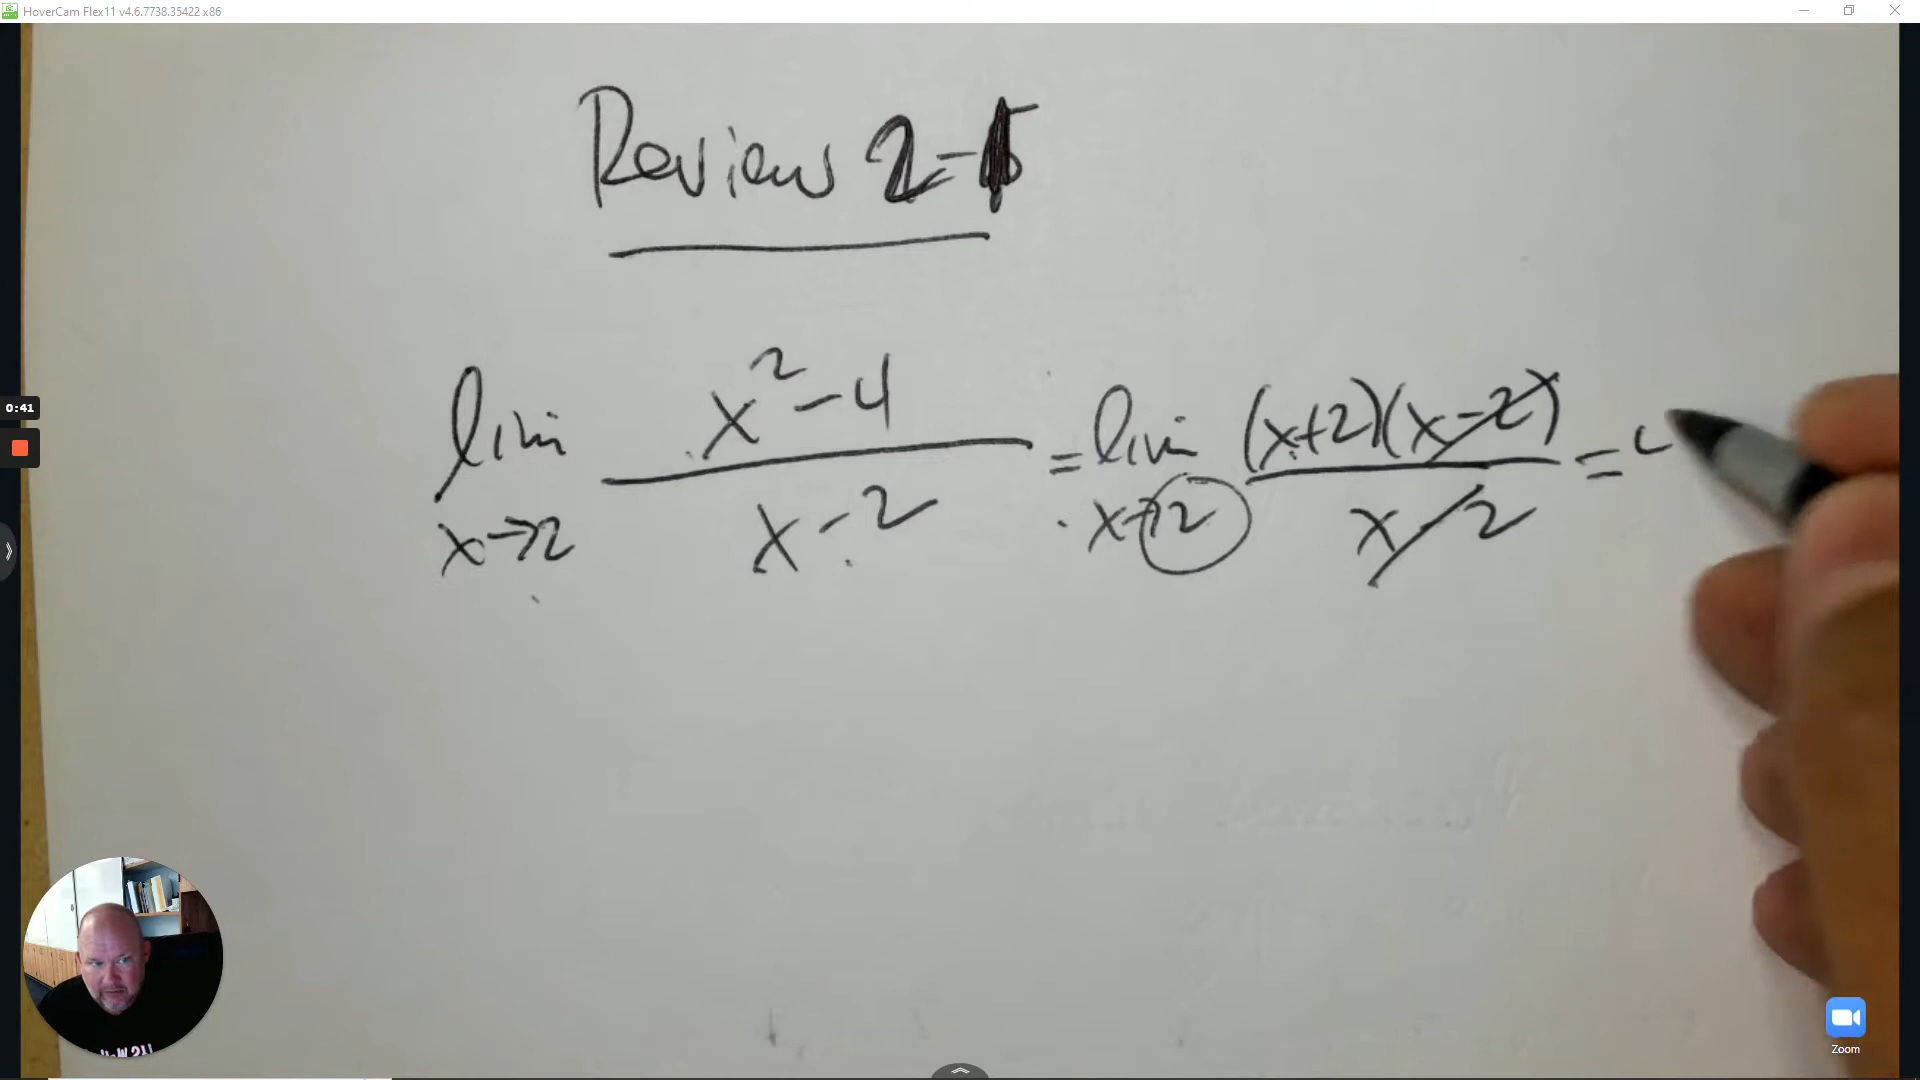 HoverCam Flex11 v4.6.7738.35422 x86
Review 2-1
lim x→2 x²-4 / x-2 = lim x→2 (x+2)(x-2) / x-2 =
0:41
Zoom